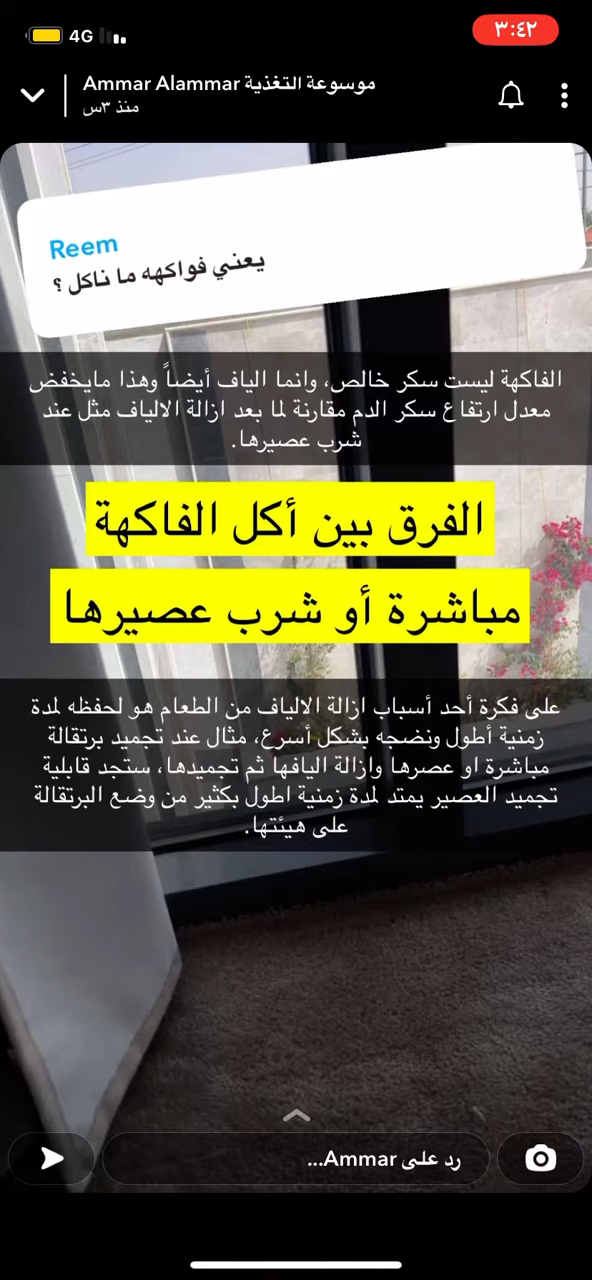 4G
٣:٤٢
موسوعة التغذية Ammar Alammar
منذ ٣س
Reem
يعني فواكهه ما ناكل ؟
الفاكهة ليست سكر خالص، وانما الياف أيضاً وهذا مايخفض
معدل ارتفاع سكر الدم مقارنة لما بعد ازالة الالياف مثل عند
شرب عصيرها.
الفرق بين أكل الفاكهة
مباشرة أو شرب عصيرها
على فكرة أحد أسباب ازالة الالياف من الطعام هو لحفظه لمدة
زمنية أطول ونضجه بشكل أسرع، مثال عند تجميد برتقالة
مباشرة او عصرها وازالة اليافها ثم تجميدها، ستجد قابلية
تجميد العصير يمتد لمدة زمنية اطول بكثير من وضع البرتقالة
على هيئتها.
رد على Ammar...